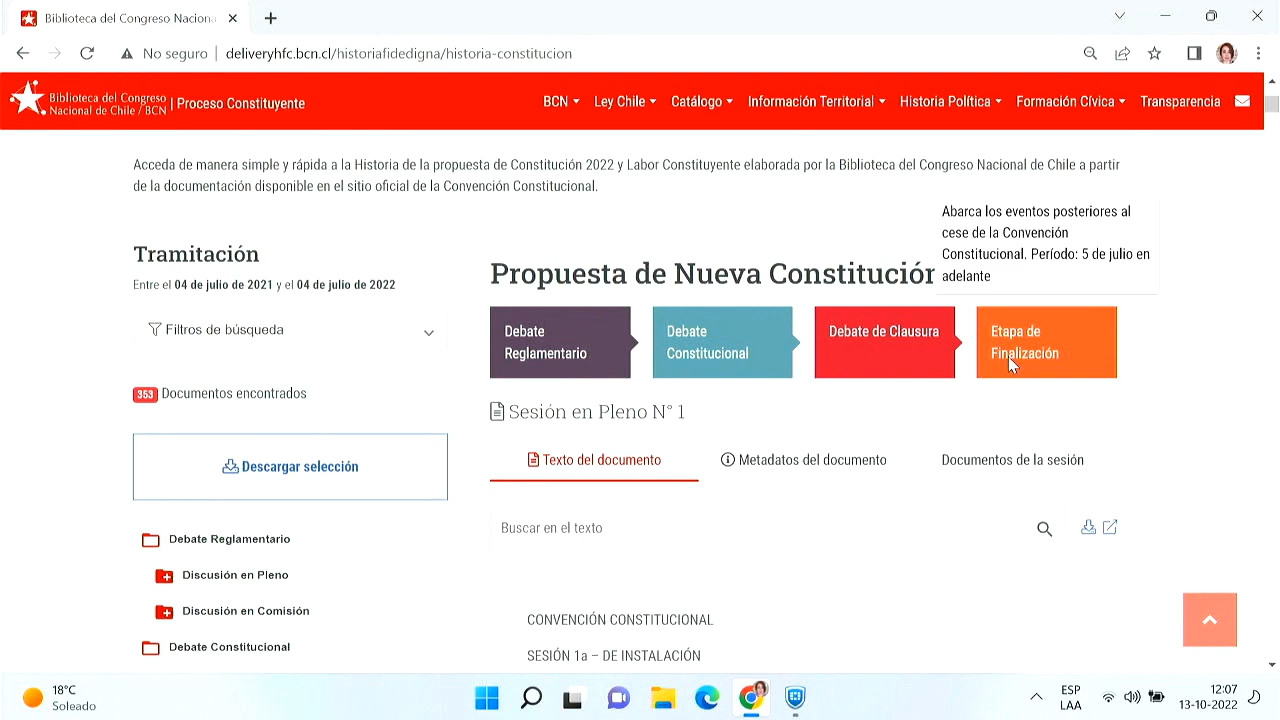 Biblioteca del Congreso Naciona
No seguro
deliveryhfc.bcn.cl/historiafidedigna/historia-constitucion
Biblioteca del Congreso
Nacional de Chile / BCN
| Proceso Constituyente
BCN
Ley Chile
Catálogo
Información Territorial
Historia Política
Formación Cívica
Transparencia
Acceda de manera simple y rápida a la Historia de la propuesta de Constitución 2022 y Labor Constituyente elaborada por la Biblioteca del Congreso Nacional de Chile a partir
de la documentación disponible en el sitio oficial de la Convención Constitucional.
Abarca los eventos posteriores al
cese de la Convención
Constitucional. Período: 5 de julio en
adelante
Tramitación
Entre el 04 de julio de 2021 y el 04 de julio de 2022
Filtros de búsqueda
353 Documentos encontrados
Descargar selección
Debate Reglamentario
Discusión en Pleno
Discusión en Comisión
Debate Constitucional
Propuesta de Nueva Constitución
Debate
Reglamentario
Debate
Constitucional
Debate de Clausura
Etapa de
Finalización
Sesión en Pleno N° 1
Texto del documento
Metadatos del documento
Documentos de la sesión
Buscar en el texto
CONVENCIÓN CONSTITUCIONAL
SESIÓN 1a – DE INSTALACIÓN
18°C
Soleado
ESP
LAA
12:07
13-10-2022